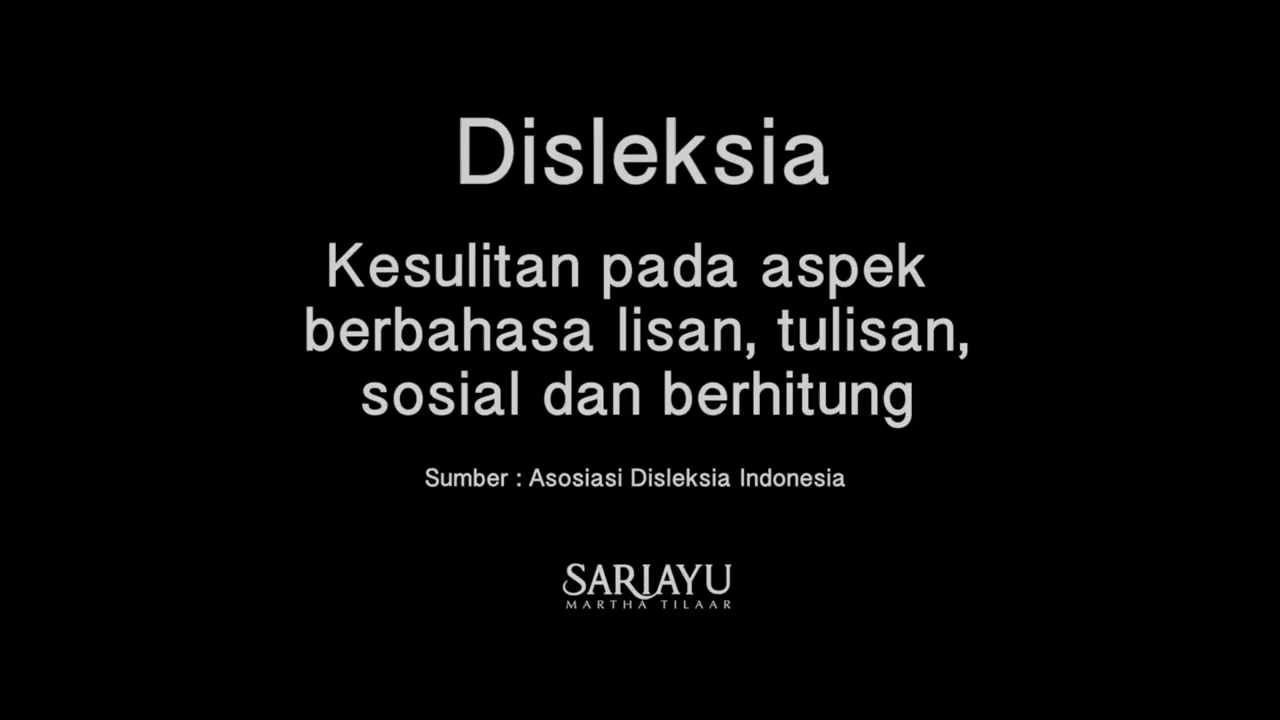 Disleksia
Kesulitan pada aspek
berbahasa lisan, tulisan,
sosial dan berhitung
Sumber : Asosiasi Disleksia Indonesia
SARIAYU
MARTHA TILAAR